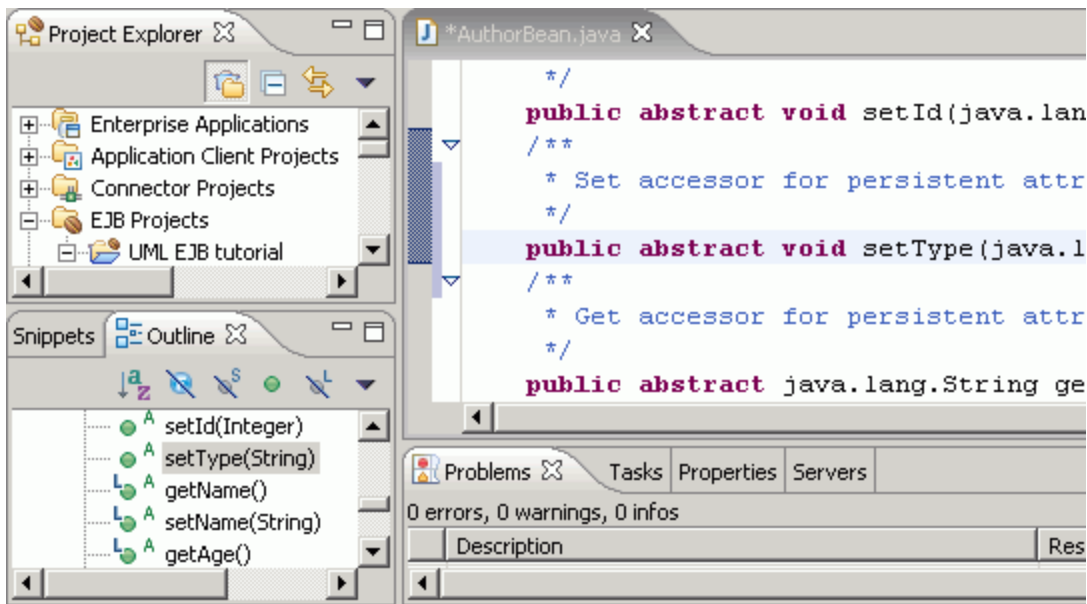 Project Explorer
Enterprise Applications
Application Client Projects
Connector Projects
EJB Projects
UML EJB tutorial
Snippets Outline
setId(Integer)
setType(String)
getName()
setName(String)
getAge()
*AuthorBean.java
*/
public abstract void setId(java.lan
/**
* Set accessor for persistent attr
*/
public abstract void setType(java.l
/**
* Get accessor for persistent attr
*/
public abstract java.lang.String ge
Problems Tasks Properties Servers
0 errors, 0 warnings, 0 infos
Description Res